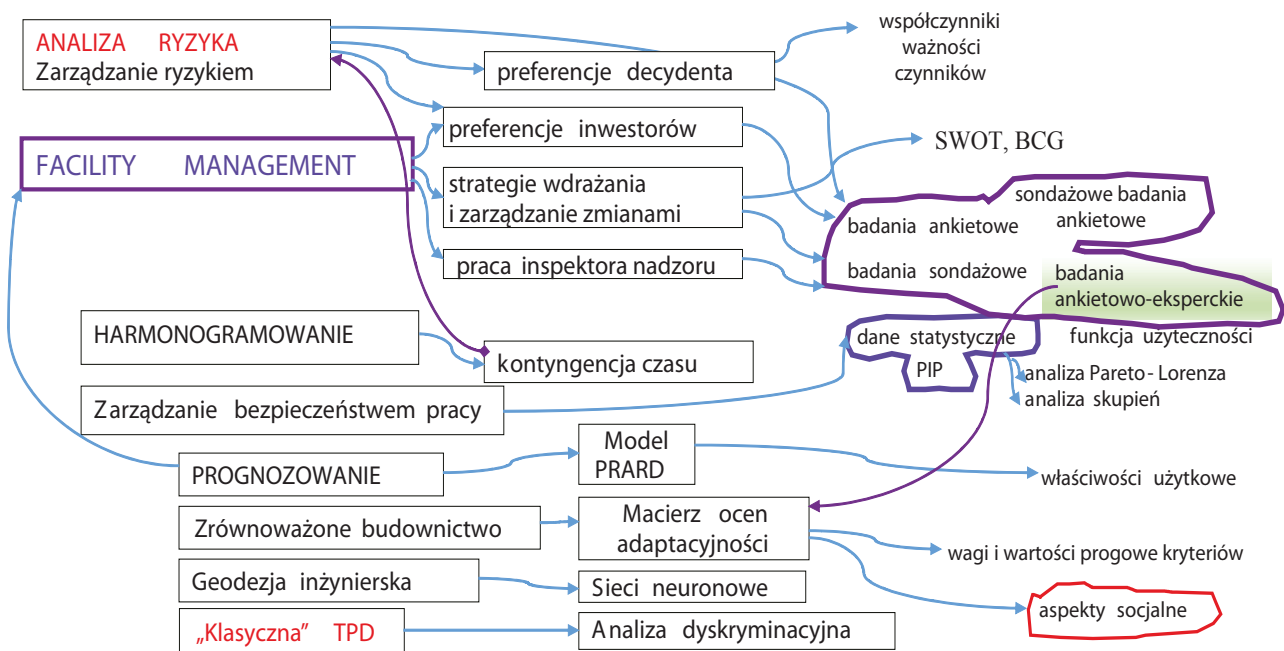 ANALIZA RYZYKA
Zarządzanie ryzykiem
preferencje decydenta
współczynniki
ważności
czynników
preferencje inwestorów
SWOT, BCG
FACILITY MANAGEMENT
strategie wdrażania
i zarządzanie zmianami
sondażowe badania
ankietowe
badania ankietowe
praca inspektora nadzoru
badania sondażowe
badania
ankietowo-eksperckie
HARMONOGRAMOWANIE
dane statystyczne
PIP
funkcja użyteczności
kontyngencja czasu
analiza Pareto-Lorenza
analiza skupień
Zarządzanie bezpieczeństwem pracy
PROGNOZOWANIE
Model
PRARD
właściwości użytkowe
Zrównoważone budownictwo
Macierz ocen
adaptacyjności
wagi i wartości progowe kryteriów
Geodezja inżynierska
Sieci neuronowe
aspekty socjalne
„Klasyczna” TPD
Analiza dyskryminacyjna